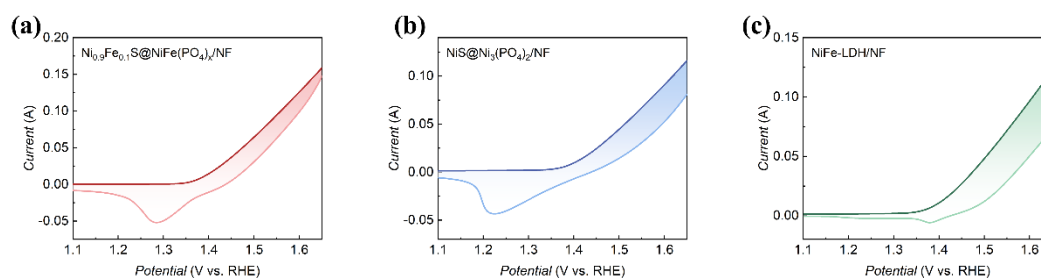 (a)
Ni₀.₉Fe₀.₁S@NiFe(PO₄)ₓ/NF
0.20
0.15
0.10
0.05
0.00
-0.05
Current (A)
1.1 1.2 1.3 1.4 1.5 1.6
Potential (V vs. RHE)
(b)
NiS@Ni₃(PO₄)₂/NF
0.10
0.05
0.00
-0.05
Current (A)
1.1 1.2 1.3 1.4 1.5 1.6
Potential (V vs. RHE)
(c)
NiFe-LDH/NF
0.15
0.10
0.05
0.00
Current (A)
1.1 1.2 1.3 1.4 1.5 1.6
Potential (V vs. RHE)